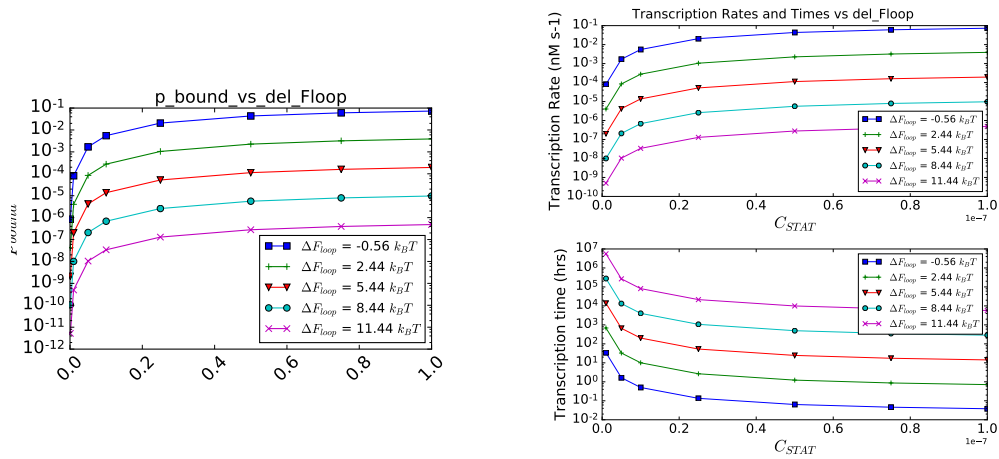 p_bound_vs_del_Floop
10^-1
10^-2
10^-3
10^-4
10^-5
10^-6
10^-7
10^-8
10^-9
10^-10
10^-11
10^-12
0.0 0.2 0.4 0.6 0.8 1.0
ΔF_loop = -0.56 k_BT
ΔF_loop = 2.44 k_BT
ΔF_loop = 5.44 k_BT
ΔF_loop = 8.44 k_BT
ΔF_loop = 11.44 k_BT
Transcription Rates and Times vs del_Floop
Transcription Rate (nM s-1)
10^-1
10^-2
10^-3
10^-4
10^-5
10^-6
10^-7
10^-8
10^-9
10^-10
ΔF_loop = -0.56 k_BT
ΔF_loop = 2.44 k_BT
ΔF_loop = 5.44 k_BT
ΔF_loop = 8.44 k_BT
ΔF_loop = 11.44 k_BT
0.0 0.2 0.4 0.6 0.8 1.0
C_STAT
1e-7
Transcription time (hrs)
10^7
10^6
10^5
10^4
10^3
10^2
10^1
10^0
10^-1
10^-2
ΔF_loop = -0.56 k_BT
ΔF_loop = 2.44 k_BT
ΔF_loop = 5.44 k_BT
ΔF_loop = 8.44 k_BT
ΔF_loop = 11.44 k_BT
0.0 0.2 0.4 0.6 0.8 1.0
C_STAT
1e-7